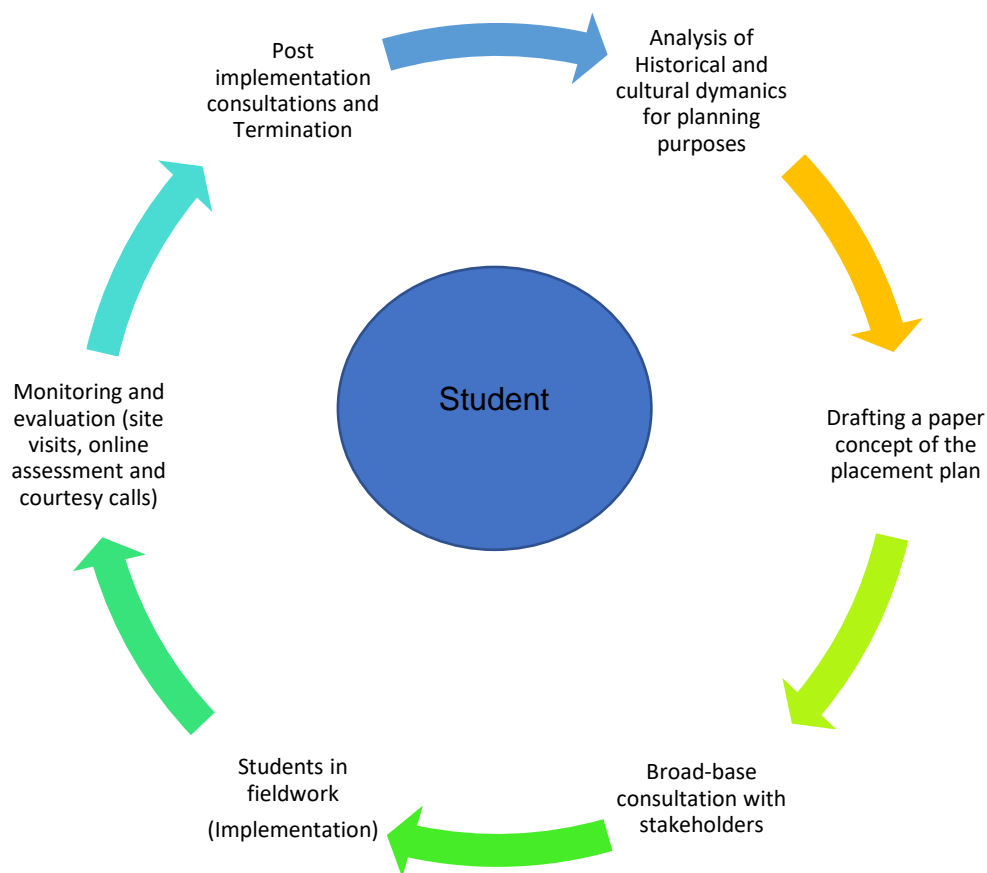 Post
implementation
consultations and
Termination
Analysis of
Historical and
cultural dymanics
for planning
purposes
Drafting a paper
concept of the
placement plan
Broad-base
consultation with
stakeholders
Students in
fieldwork
(Implementation)
Monitoring and
evaluation (site
visits, online
assessment and
courtesy calls)
Student